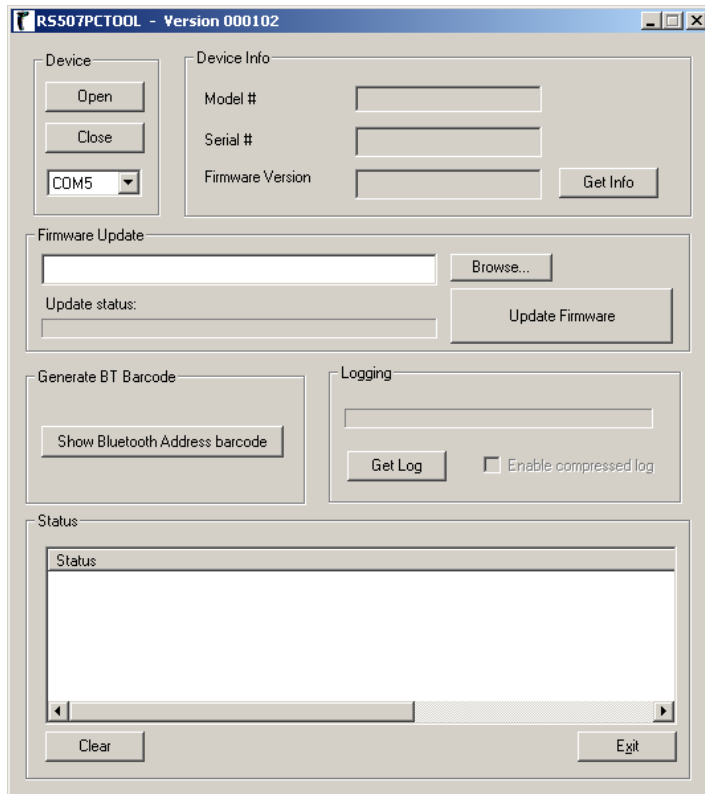 RS507PCTOOL - Version 000102
Device
Open
Close
COM5
Device Info
Model #
Serial #
Firmware Version
Get Info
Firmware Update
Browse...
Update status:
Update Firmware
Generate BT Barcode
Show Bluetooth Address barcode
Logging
Get Log
Enable compressed log
Status
Status
Clear
Exit